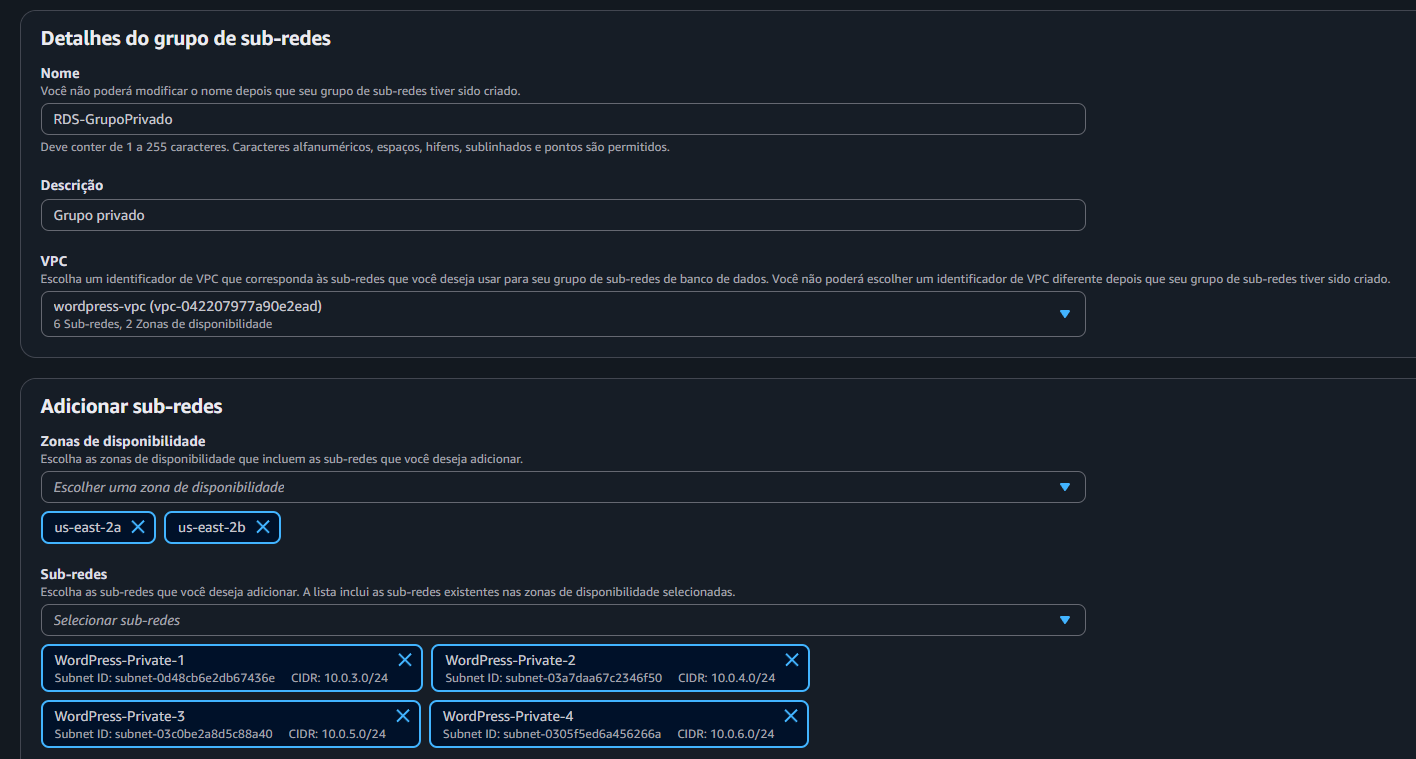 Detalhes do grupo de sub-redes
Nome
Você não poderá modificar o nome depois que seu grupo de sub-redes tiver sido criado.
RDS-GrupoPrivado
Deve conter de 1 a 255 caracteres. Caracteres alfanuméricos, espaços, hifens, sublinhados e pontos são permitidos.
Descrição
Grupo privado
VPC
Escolha um identificador de VPC que corresponda às sub-redes que você deseja usar para seu grupo de sub-redes de banco de dados. Você não poderá escolher um identificador de VPC diferente depois que seu grupo de sub-redes tiver sido criado.
wordpress-vpc (vpc-042207977a90e2ead)
6 Sub-redes, 2 Zonas de disponibilidade
Adicionar sub-redes
Zonas de disponibilidade
Escolha as zonas de disponibilidade que incluem as sub-redes que você deseja adicionar.
Escolher uma zona de disponibilidade
us-east-2a us-east-2b
Sub-redes
Escolha as sub-redes que você deseja adicionar. A lista inclui as sub-redes existentes nas zonas de disponibilidade selecionadas.
Selecionar sub-redes
WordPress-Private-1
Subnet ID: subnet-0d48cb6e2db67436e CIDR: 10.0.3.0/24
WordPress-Private-2
Subnet ID: subnet-03a7daa67c2346f50 CIDR: 10.0.4.0/24
WordPress-Private-3
Subnet ID: subnet-03c0be2a8d5c88a40 CIDR: 10.0.5.0/24
WordPress-Private-4
Subnet ID: subnet-0305f5ed6a456266a CIDR: 10.0.6.0/24